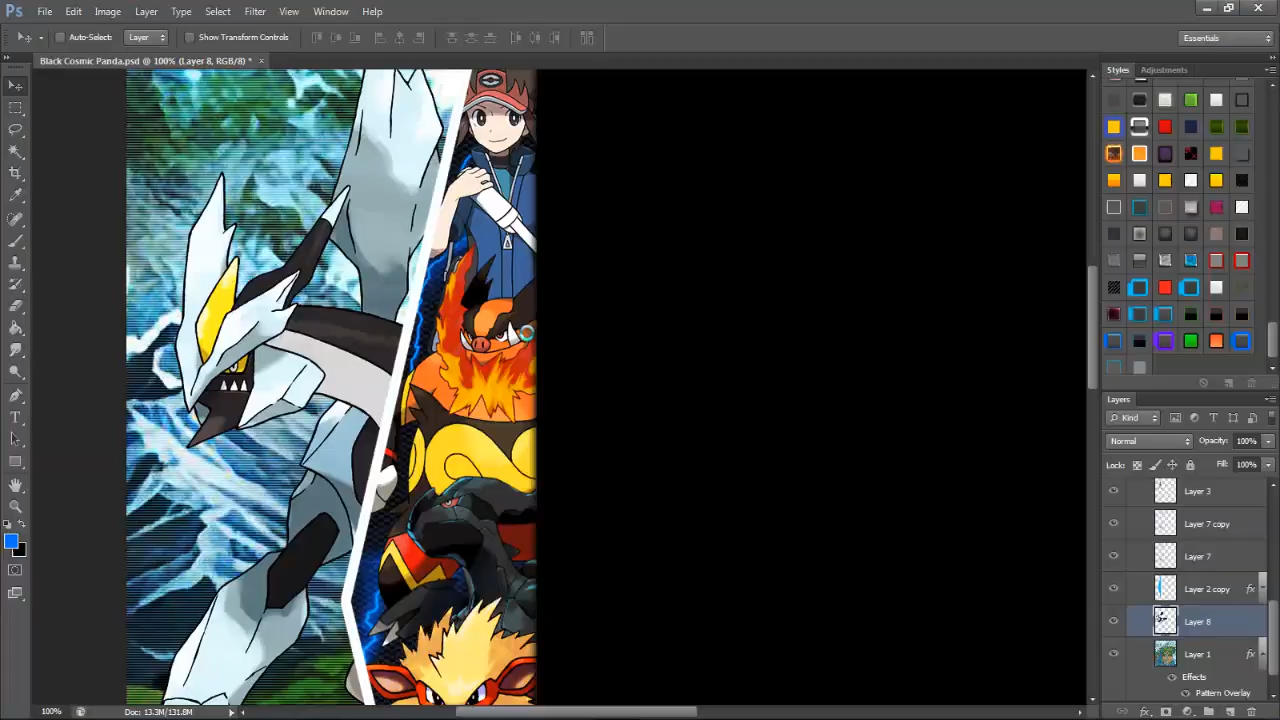 Ps File Edit Image Layer Type Select Filter View Window Help
Auto-Select: Layer Show Transform Controls Essentials
Black Cosmic Panda.psd @ 100% (Layer 8, RGB/8) * ×
Styles Adjustments
Layers
Kind
Normal Opacity: 100%
Lock: Fill: 100%
Layer 3
Layer 7 copy
Layer 7
Layer 2 copy fx
Layer 8
Layer 1 fx
Effects
Pattern Overlay
100% Doc: 13.3M/131.8M